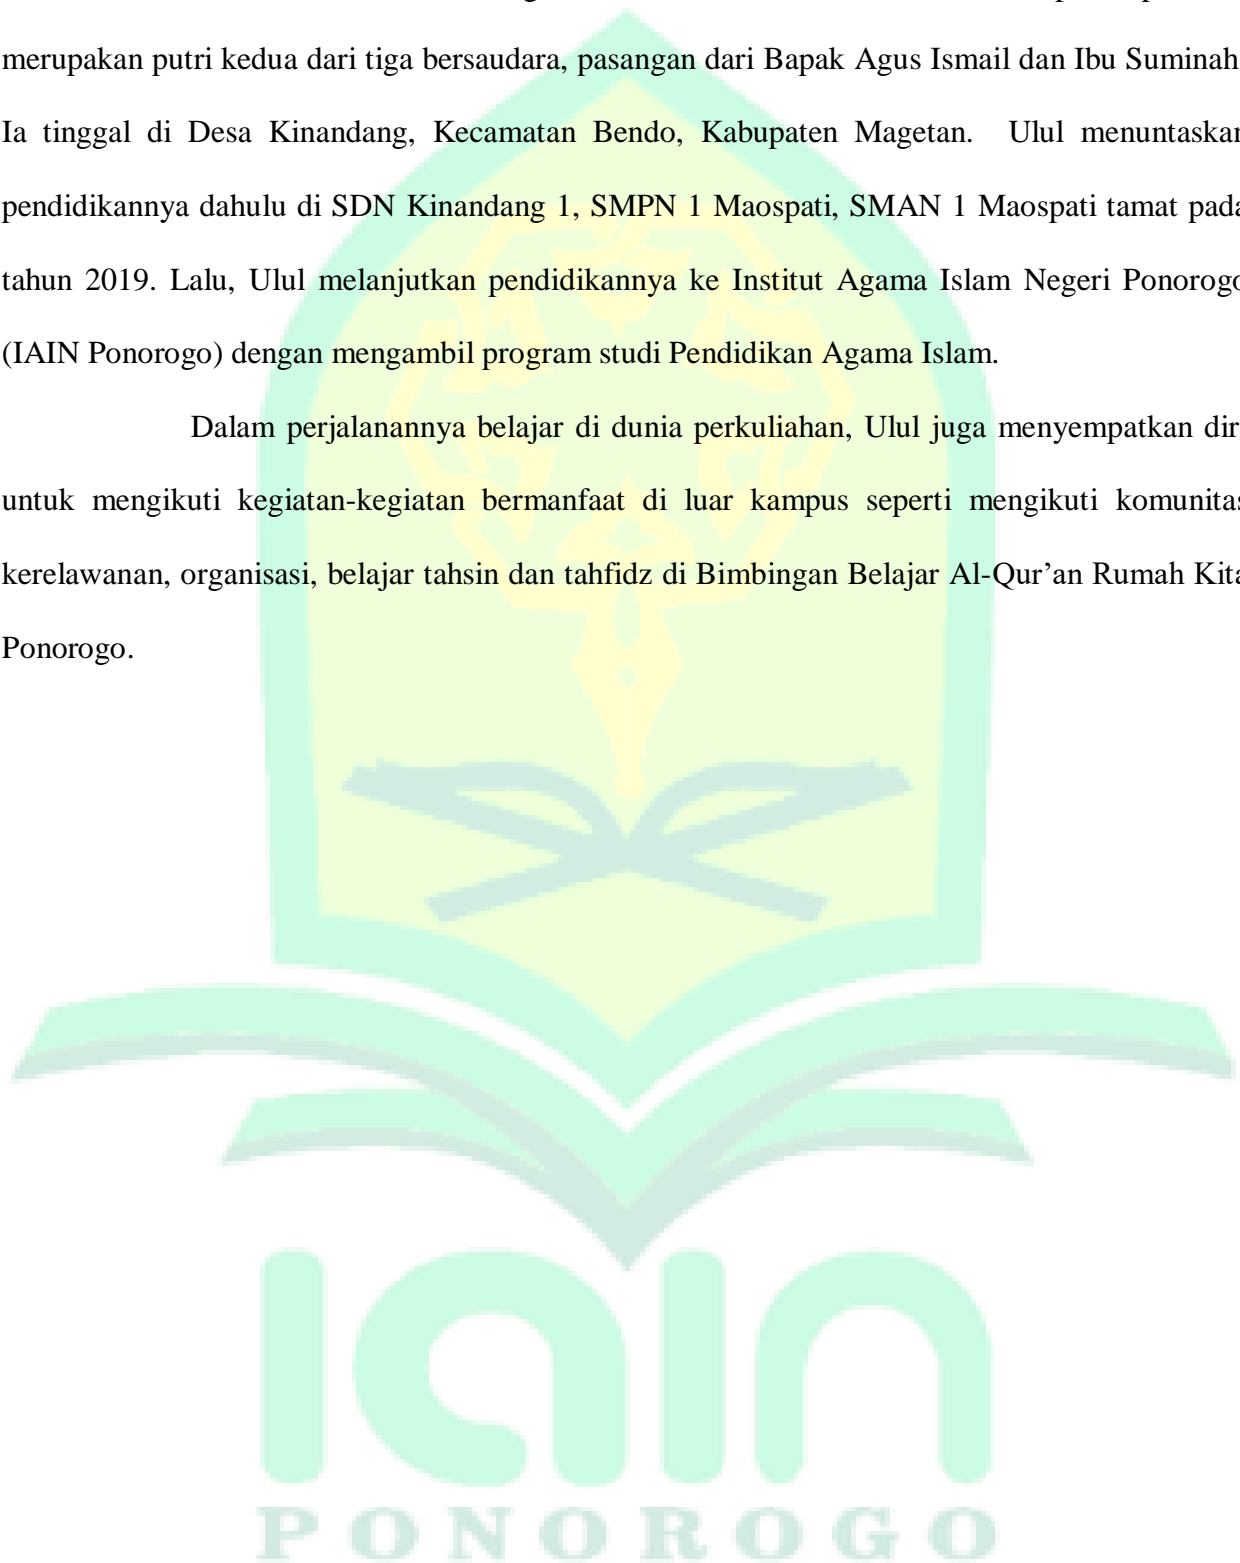 merupakan putri kedua dari tiga bersaudara, pasangan dari Bapak Agus Ismail dan Ibu Suminah
Ia tinggal di Desa Kinandang, Kecamatan Bendo, Kabupaten Magetan. Ulul menuntaskan
pendidikannya dahulu di SDN Kinandang 1, SMPN 1 Maospati, SMAN 1 Maospati tamat pada
tahun 2019. Lalu, Ulul melanjutkan pendidikannya ke Institut Agama Islam Negeri Ponorogo
(IAIN Ponorogo) dengan mengambil program studi Pendidikan Agama Islam.
Dalam perjalanannya belajar di dunia perkuliahan, Ulul juga menyempatkan dir
untuk mengikuti kegiatan-kegiatan bermanfaat di luar kampus seperti mengikuti komunitas
kerelawanan, organisasi, belajar tahsin dan tahfidz di Bimbingan Belajar Al-Qur’an Rumah Kita
Ponorogo.
iain
PONOROGO